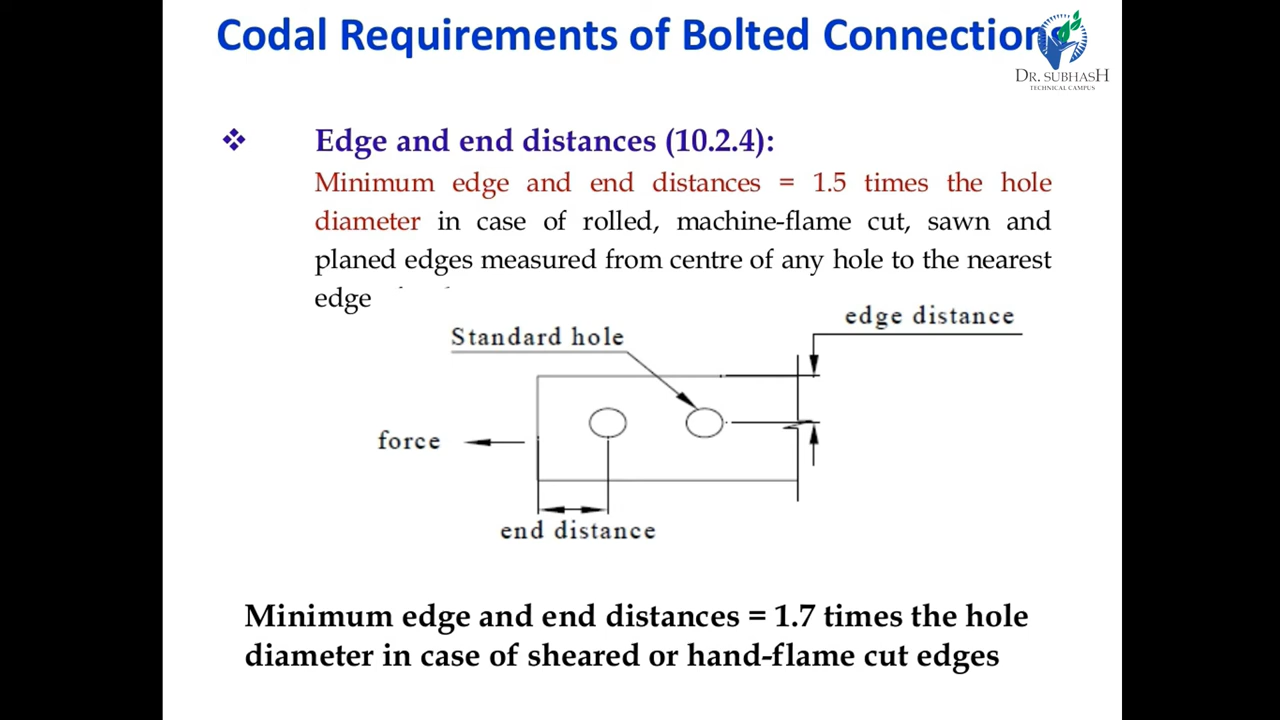 Codal Requirements of Bolted Connection
DR. SUBHASH
TECHNICAL CAMPUS
❖ Edge and end distances (10.2.4):
Minimum edge and end distances = 1.5 times the hole
diameter in case of rolled, machine-flame cut, sawn and
planed edges measured from centre of any hole to the nearest
edge
edge distance
Standard hole
force
end distance
Minimum edge and end distances = 1.7 times the hole
diameter in case of sheared or hand-flame cut edges